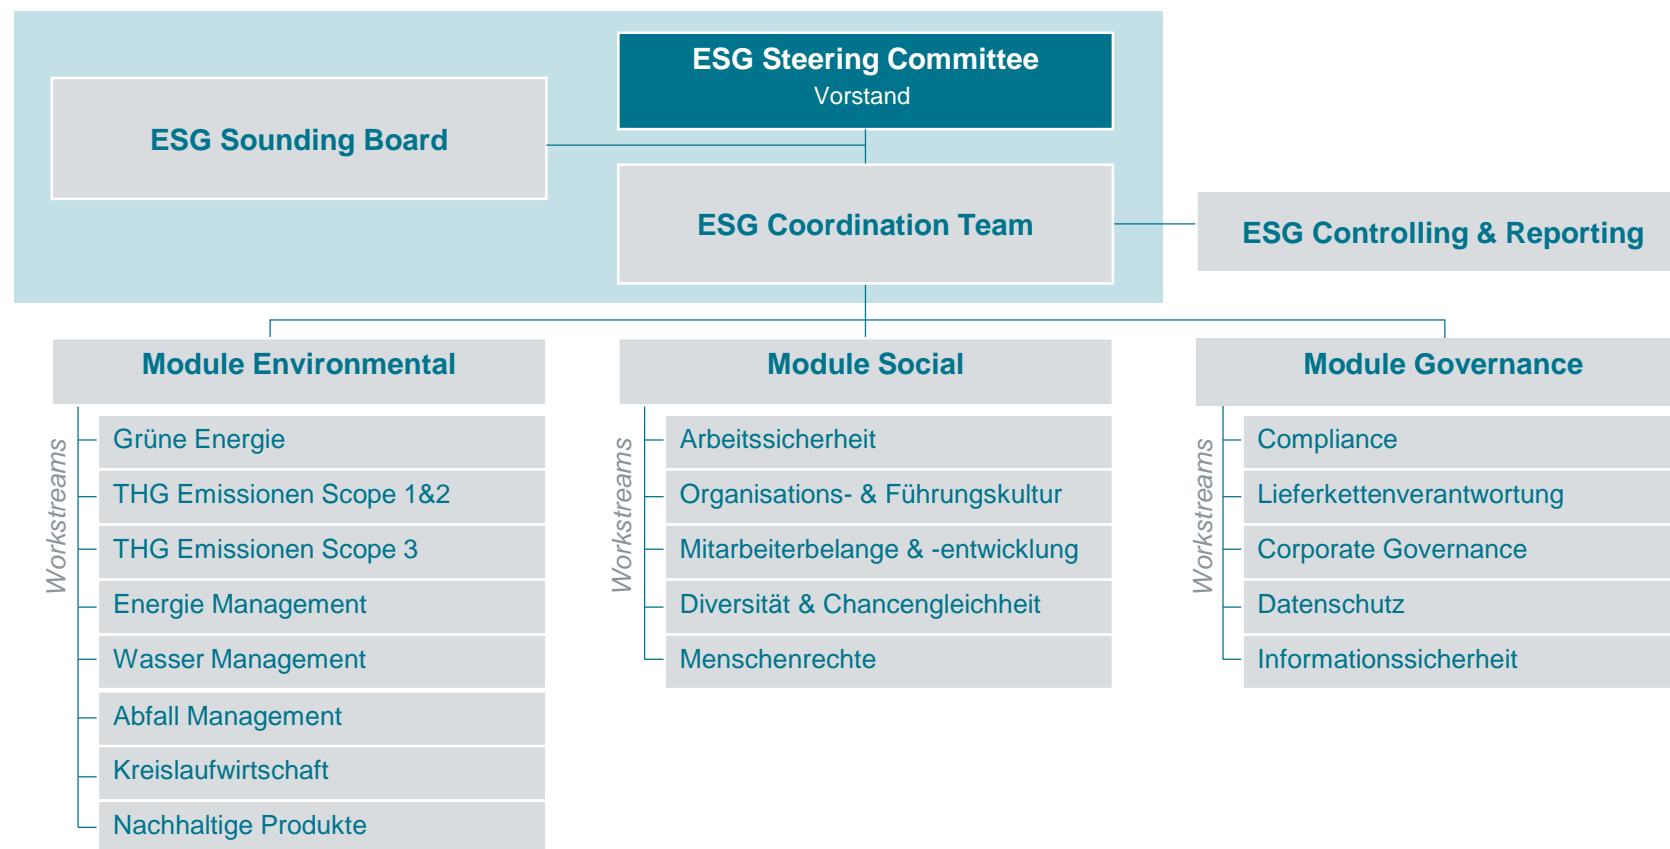 ESG Steering Committee
Vorstand
ESG Sounding Board
ESG Coordination Team
ESG Controlling & Reporting
Module Environmental
Workstreams
Grüne Energie
THG Emissionen Scope 1&2
THG Emissionen Scope 3
Energie Management
Wasser Management
Abfall Management
Kreislaufwirtschaft
Nachhaltige Produkte
Module Social
Workstreams
Arbeitssicherheit
Organisations- & Führungskultur
Mitarbeiterbelange & -entwicklung
Diversität & Chancengleichheit
Menschenrechte
Module Governance
Workstreams
Compliance
Lieferkettenverantwortung
Corporate Governance
Datenschutz
Informationssicherheit